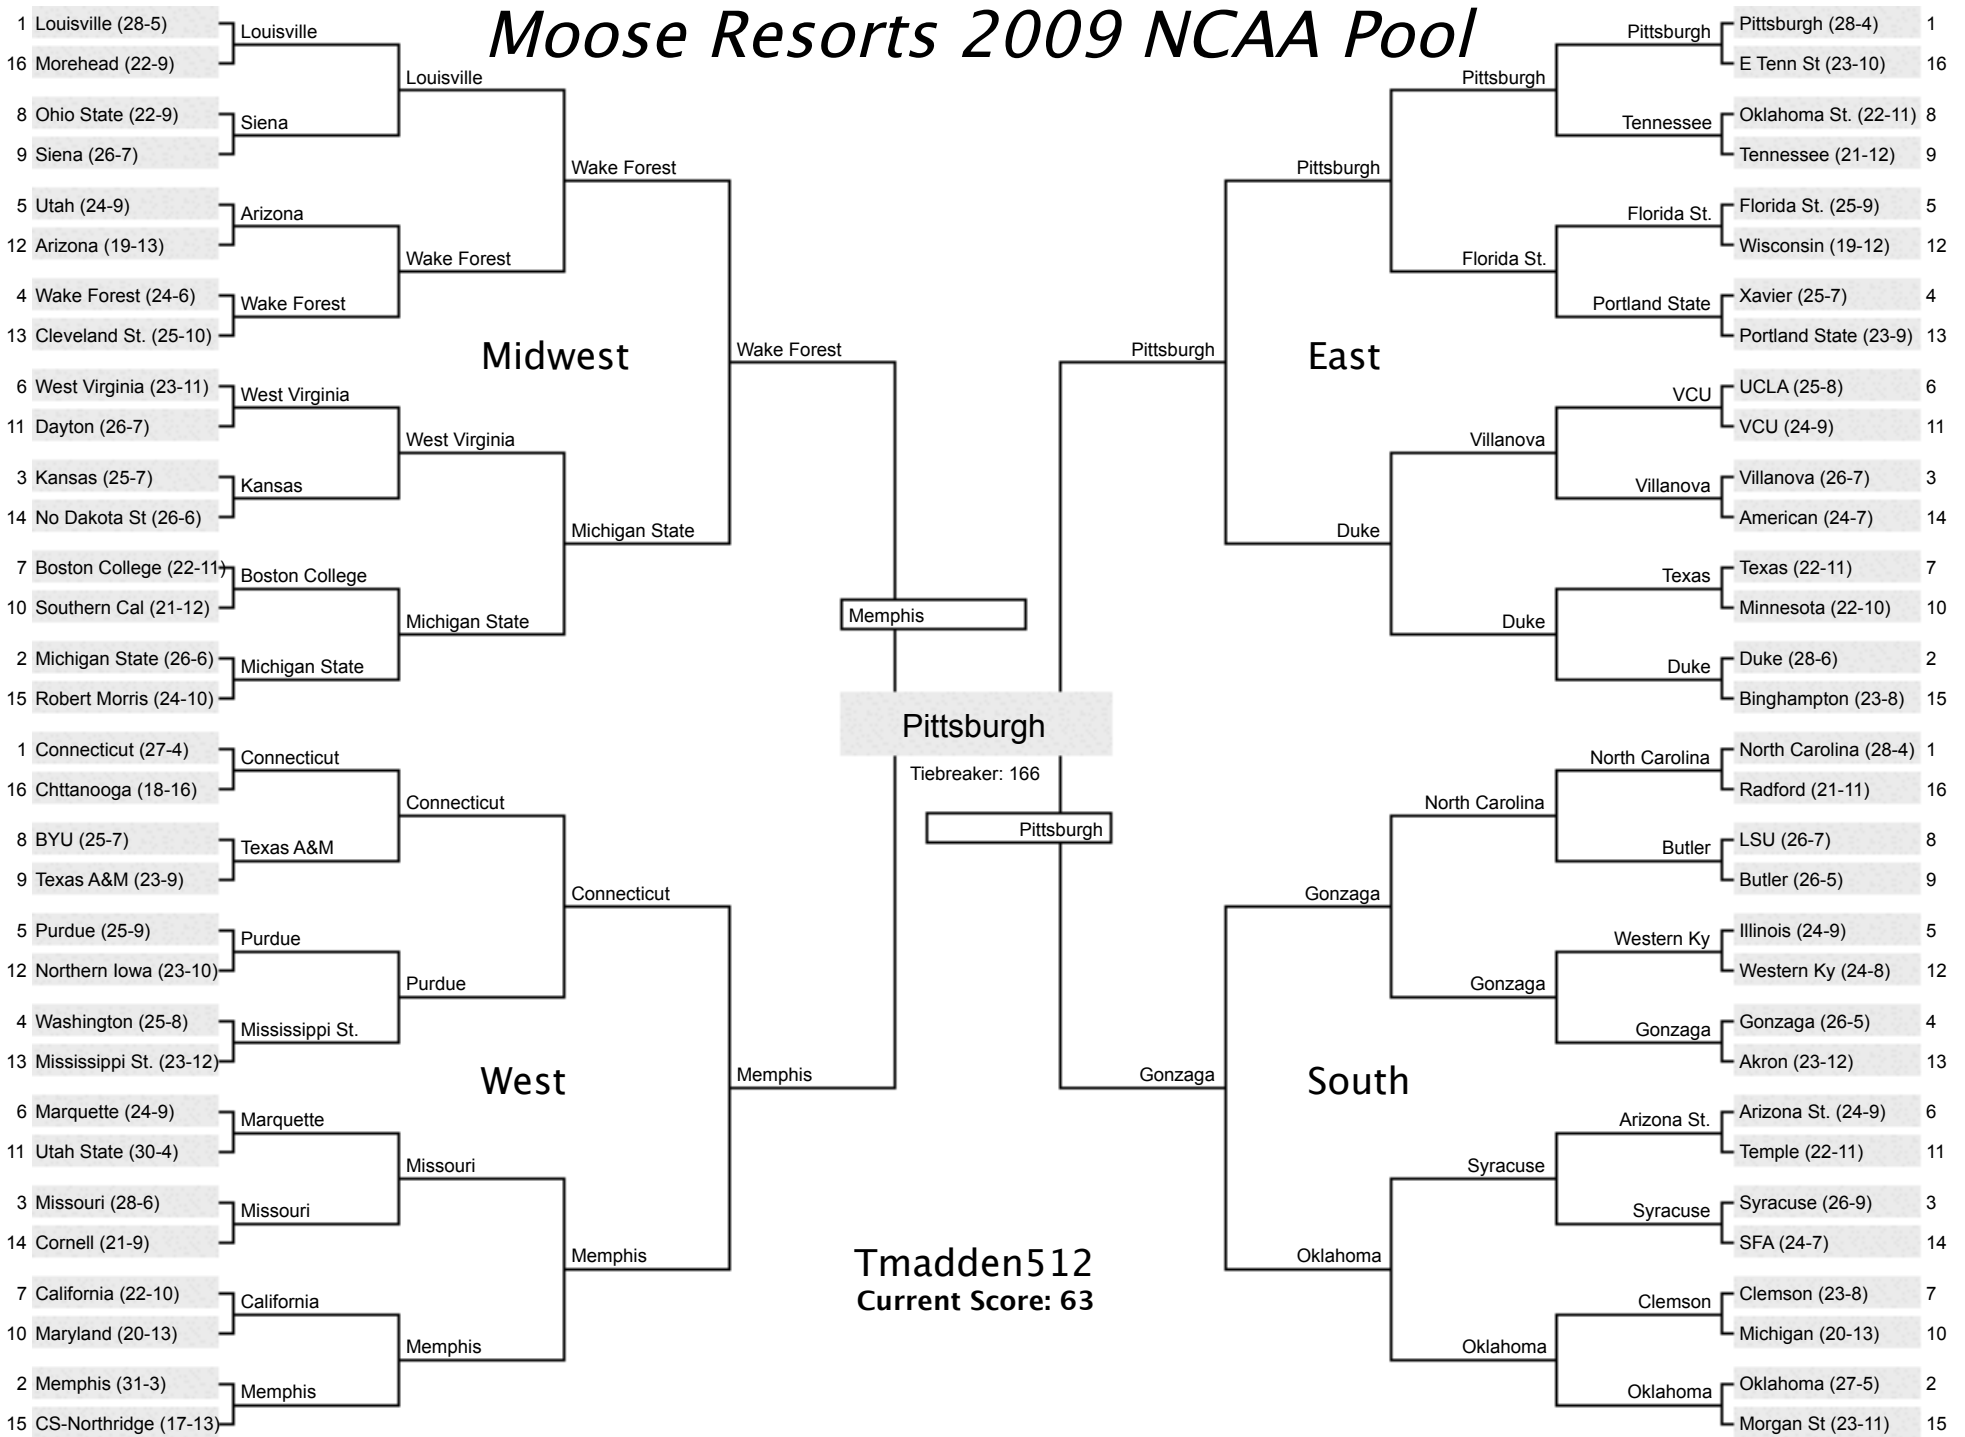 Moose Resorts 2009 NCAA Pool
1 Louisville (28-5)
16 Morehead (22-9)
8 Ohio State (22-9)
9 Siena (26-7)
5 Utah (24-9)
12 Arizona (19-13)
4 Wake Forest (24-6)
13 Cleveland St. (25-10)
6 West Virginia (23-11)
11 Dayton (26-7)
3 Kansas (25-7)
14 No Dakota St (26-6)
7 Boston College (22-11)
10 Southern Cal (21-12)
2 Michigan State (26-6)
15 Robert Morris (24-10)
Louisville
Siena
Arizona
Wake Forest
West Virginia
Kansas
Boston College
Michigan State
Louisville
Wake Forest
West Virginia
Michigan State
Wake Forest
Michigan State
Wake Forest
Midwest
1 Connecticut (27-4)
16 Chttanooga (18-16)
8 BYU (25-7)
9 Texas A&M (23-9)
5 Purdue (25-9)
12 Northern Iowa (23-10)
4 Washington (25-8)
13 Mississippi St. (23-12)
6 Marquette (24-9)
11 Utah State (30-4)
3 Missouri (28-6)
14 Cornell (21-9)
7 California (22-10)
10 Maryland (20-13)
2 Memphis (31-3)
15 CS-Northridge (17-13)
Connecticut
Texas A&M
Purdue
Mississippi St.
Marquette
Missouri
California
Memphis
Connecticut
Purdue
Missouri
Memphis
Connecticut
Memphis
Memphis
West
Memphis
Pittsburgh
Tiebreaker: 166
Pittsburgh
Tmadden512
Current Score: 63
Pittsburgh (28-4) 1
E Tenn St (23-10) 16
Oklahoma St. (22-11) 8
Tennessee (21-12) 9
Florida St. (25-9) 5
Wisconsin (19-12) 12
Xavier (25-7) 4
Portland State (23-9) 13
UCLA (25-8) 6
VCU (24-9) 11
Villanova (26-7) 3
American (24-7) 14
Texas (22-11) 7
Minnesota (22-10) 10
Duke (28-6) 2
Binghampton (23-8) 15
Pittsburgh
Tennessee
Florida St.
Portland State
VCU
Villanova
Texas
Duke
Pittsburgh
Florida St.
Villanova
Duke
Pittsburgh
Duke
Pittsburgh
East
North Carolina (28-4) 1
Radford (21-11) 16
LSU (26-7) 8
Butler (26-5) 9
Illinois (24-9) 5
Western Ky (24-8) 12
Gonzaga (26-5) 4
Akron (23-12) 13
Arizona St. (24-9) 6
Temple (22-11) 11
Syracuse (26-9) 3
SFA (24-7) 14
Clemson (23-8) 7
Michigan (20-13) 10
Oklahoma (27-5) 2
Morgan St (23-11) 15
North Carolina
Butler
Western Ky
Gonzaga
Arizona St.
Syracuse
Clemson
Oklahoma
North Carolina
Gonzaga
Syracuse
Oklahoma
Gonzaga
Oklahoma
Gonzaga
South